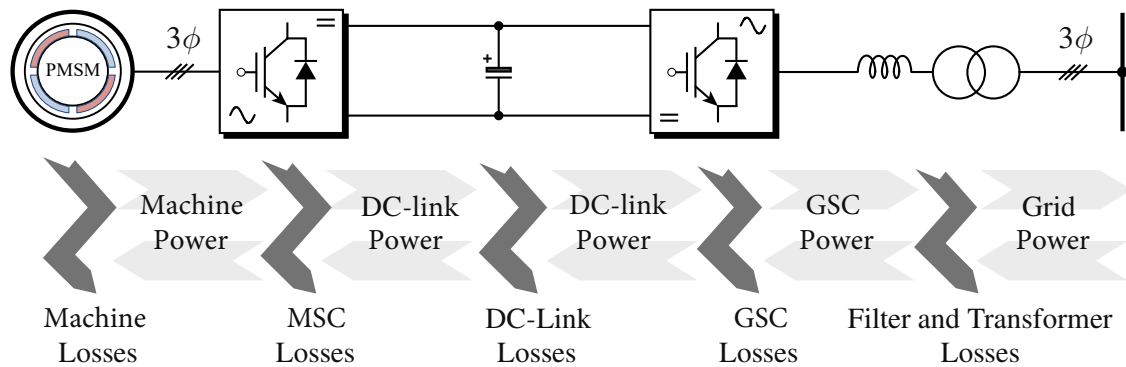 3ϕ
3ϕ
PMSM
+
Machine
Power
DC-link
Power
DC-link
Power
GSC
Power
Grid
Power
Machine
Losses
MSC
Losses
DC-Link
Losses
GSC
Losses
Filter and Transformer
Losses